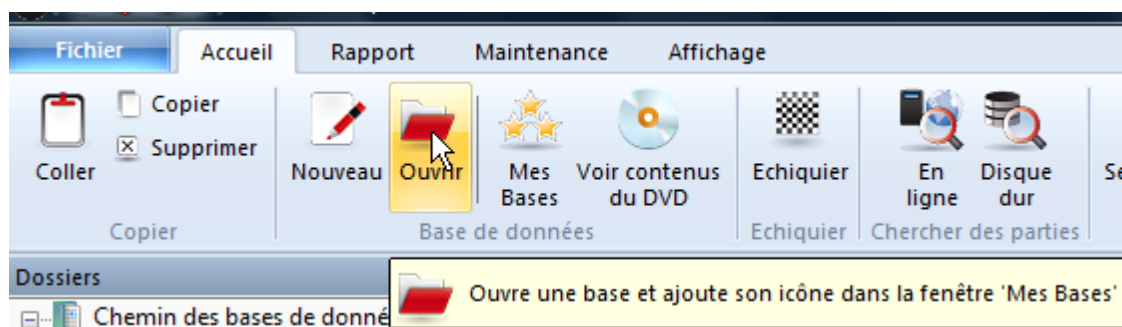 Fichier Accueil Rapport Maintenance Affichage
Copier
Supprimer
Coller Nouveau Ouvrir Mes Bases Voir contenus du DVD Echiquier En ligne Disque dur
Copier Base de données Echiquier Chercher des parties
Dossiers
Ouvre une base et ajoute son icône dans la fenêtre 'Mes Bases'
Chemin des bases de donné